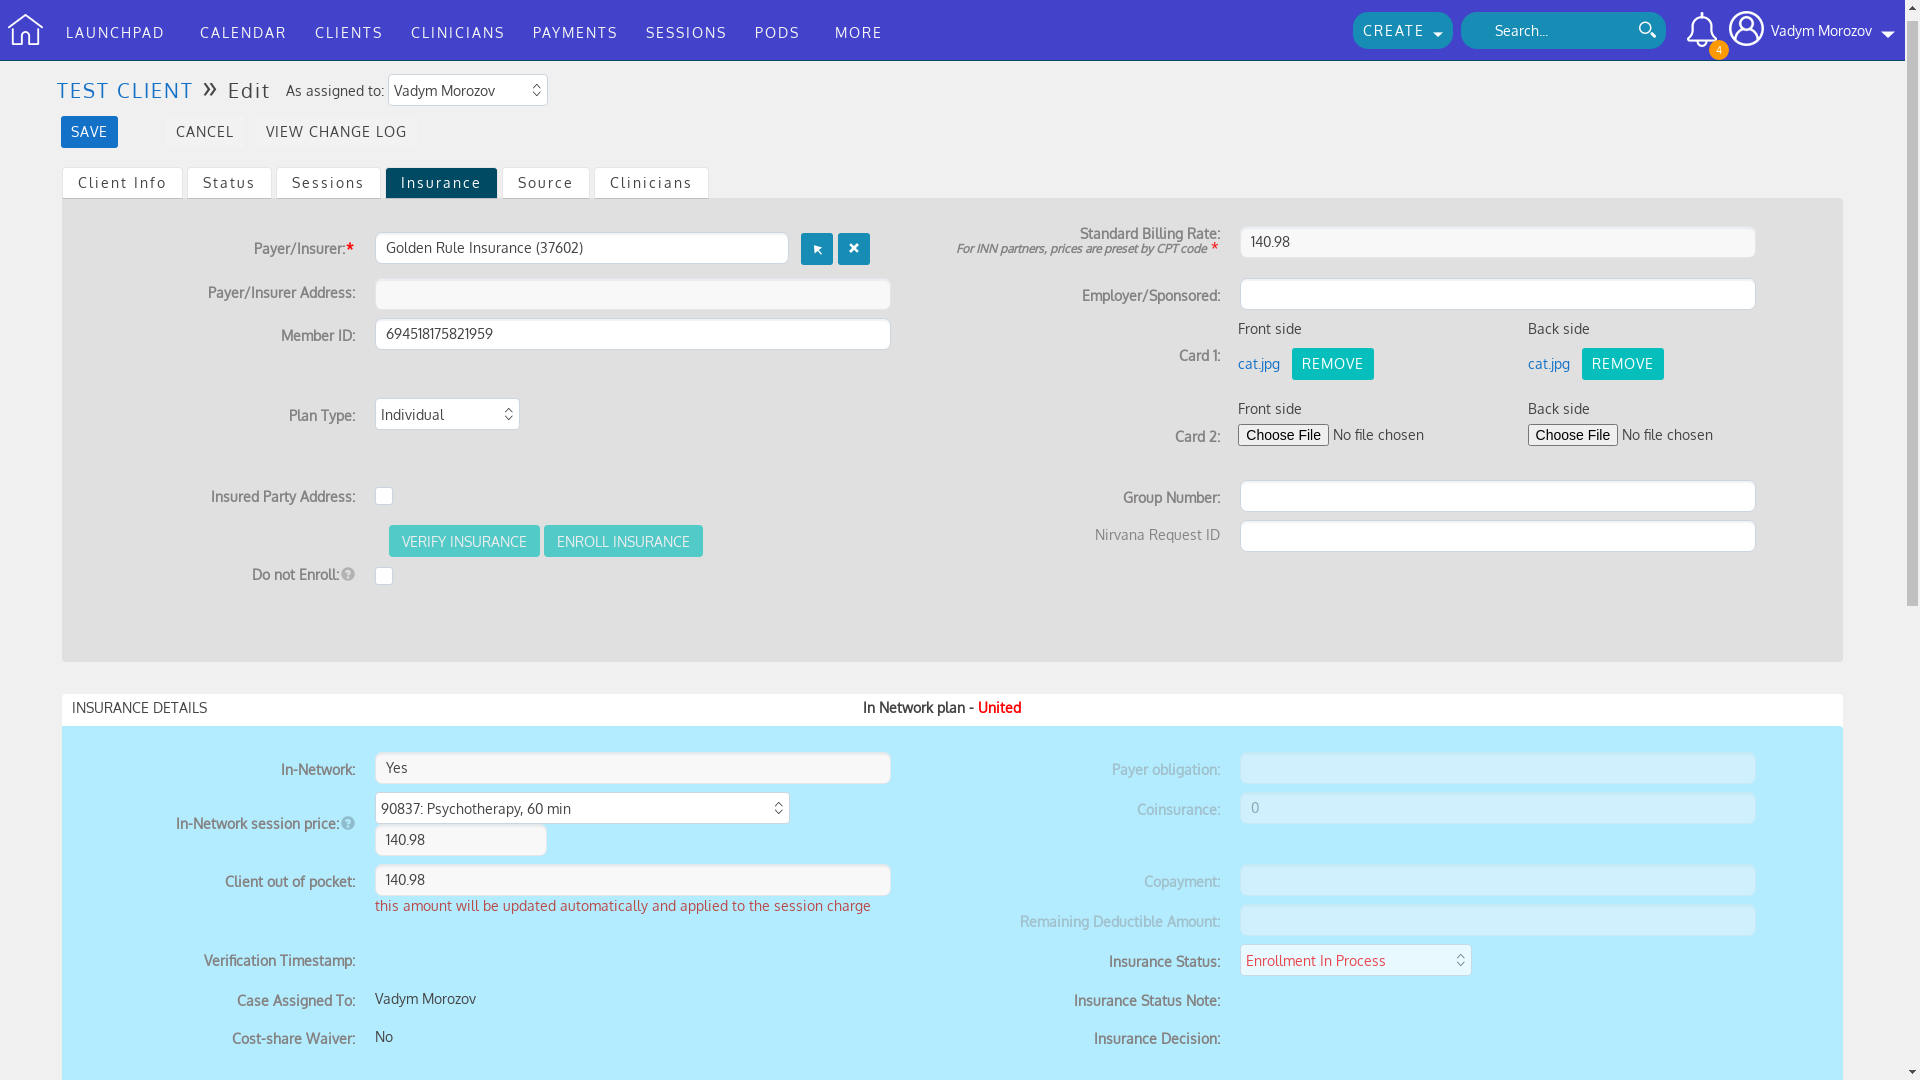 LAUNCHPAD CALENDAR CLIENTS CLINICIANS PAYMENTS SESSIONS PODS MORE CREATE Search... 4 Vadym Morozov
TEST CLIENT » Edit As assigned to: Vadym Morozov
SAVE CANCEL VIEW CHANGE LOG
Client Info Status Sessions Insurance Source Clinicians
Payer/Insurer:* Golden Rule Insurance (37602)
Payer/Insurer Address:
Member ID: 694518175821959
Plan Type: Individual
Insured Party Address:
VERIFY INSURANCE ENROLL INSURANCE
Do not Enroll: ?
Standard Billing Rate:
For INN partners, prices are preset by CPT code * 140.98
Employer/Sponsored:
Front side Back side
Card 1: cat.jpg REMOVE cat.jpg REMOVE
Front side Back side
Card 2: Choose File No file chosen Choose File No file chosen
Group Number:
Nirvana Request ID
INSURANCE DETAILS In Network plan - United
In-Network: Yes
In-Network session price: ? 90837: Psychotherapy, 60 min
140.98
Client out of pocket: 140.98
this amount will be updated automatically and applied to the session charge
Verification Timestamp:
Case Assigned To: Vadym Morozov
Cost-share Waiver: No
Payer obligation:
Coinsurance: 0
Copayment:
Remaining Deductible Amount:
Insurance Status: Enrollment In Process
Insurance Status Note:
Insurance Decision: